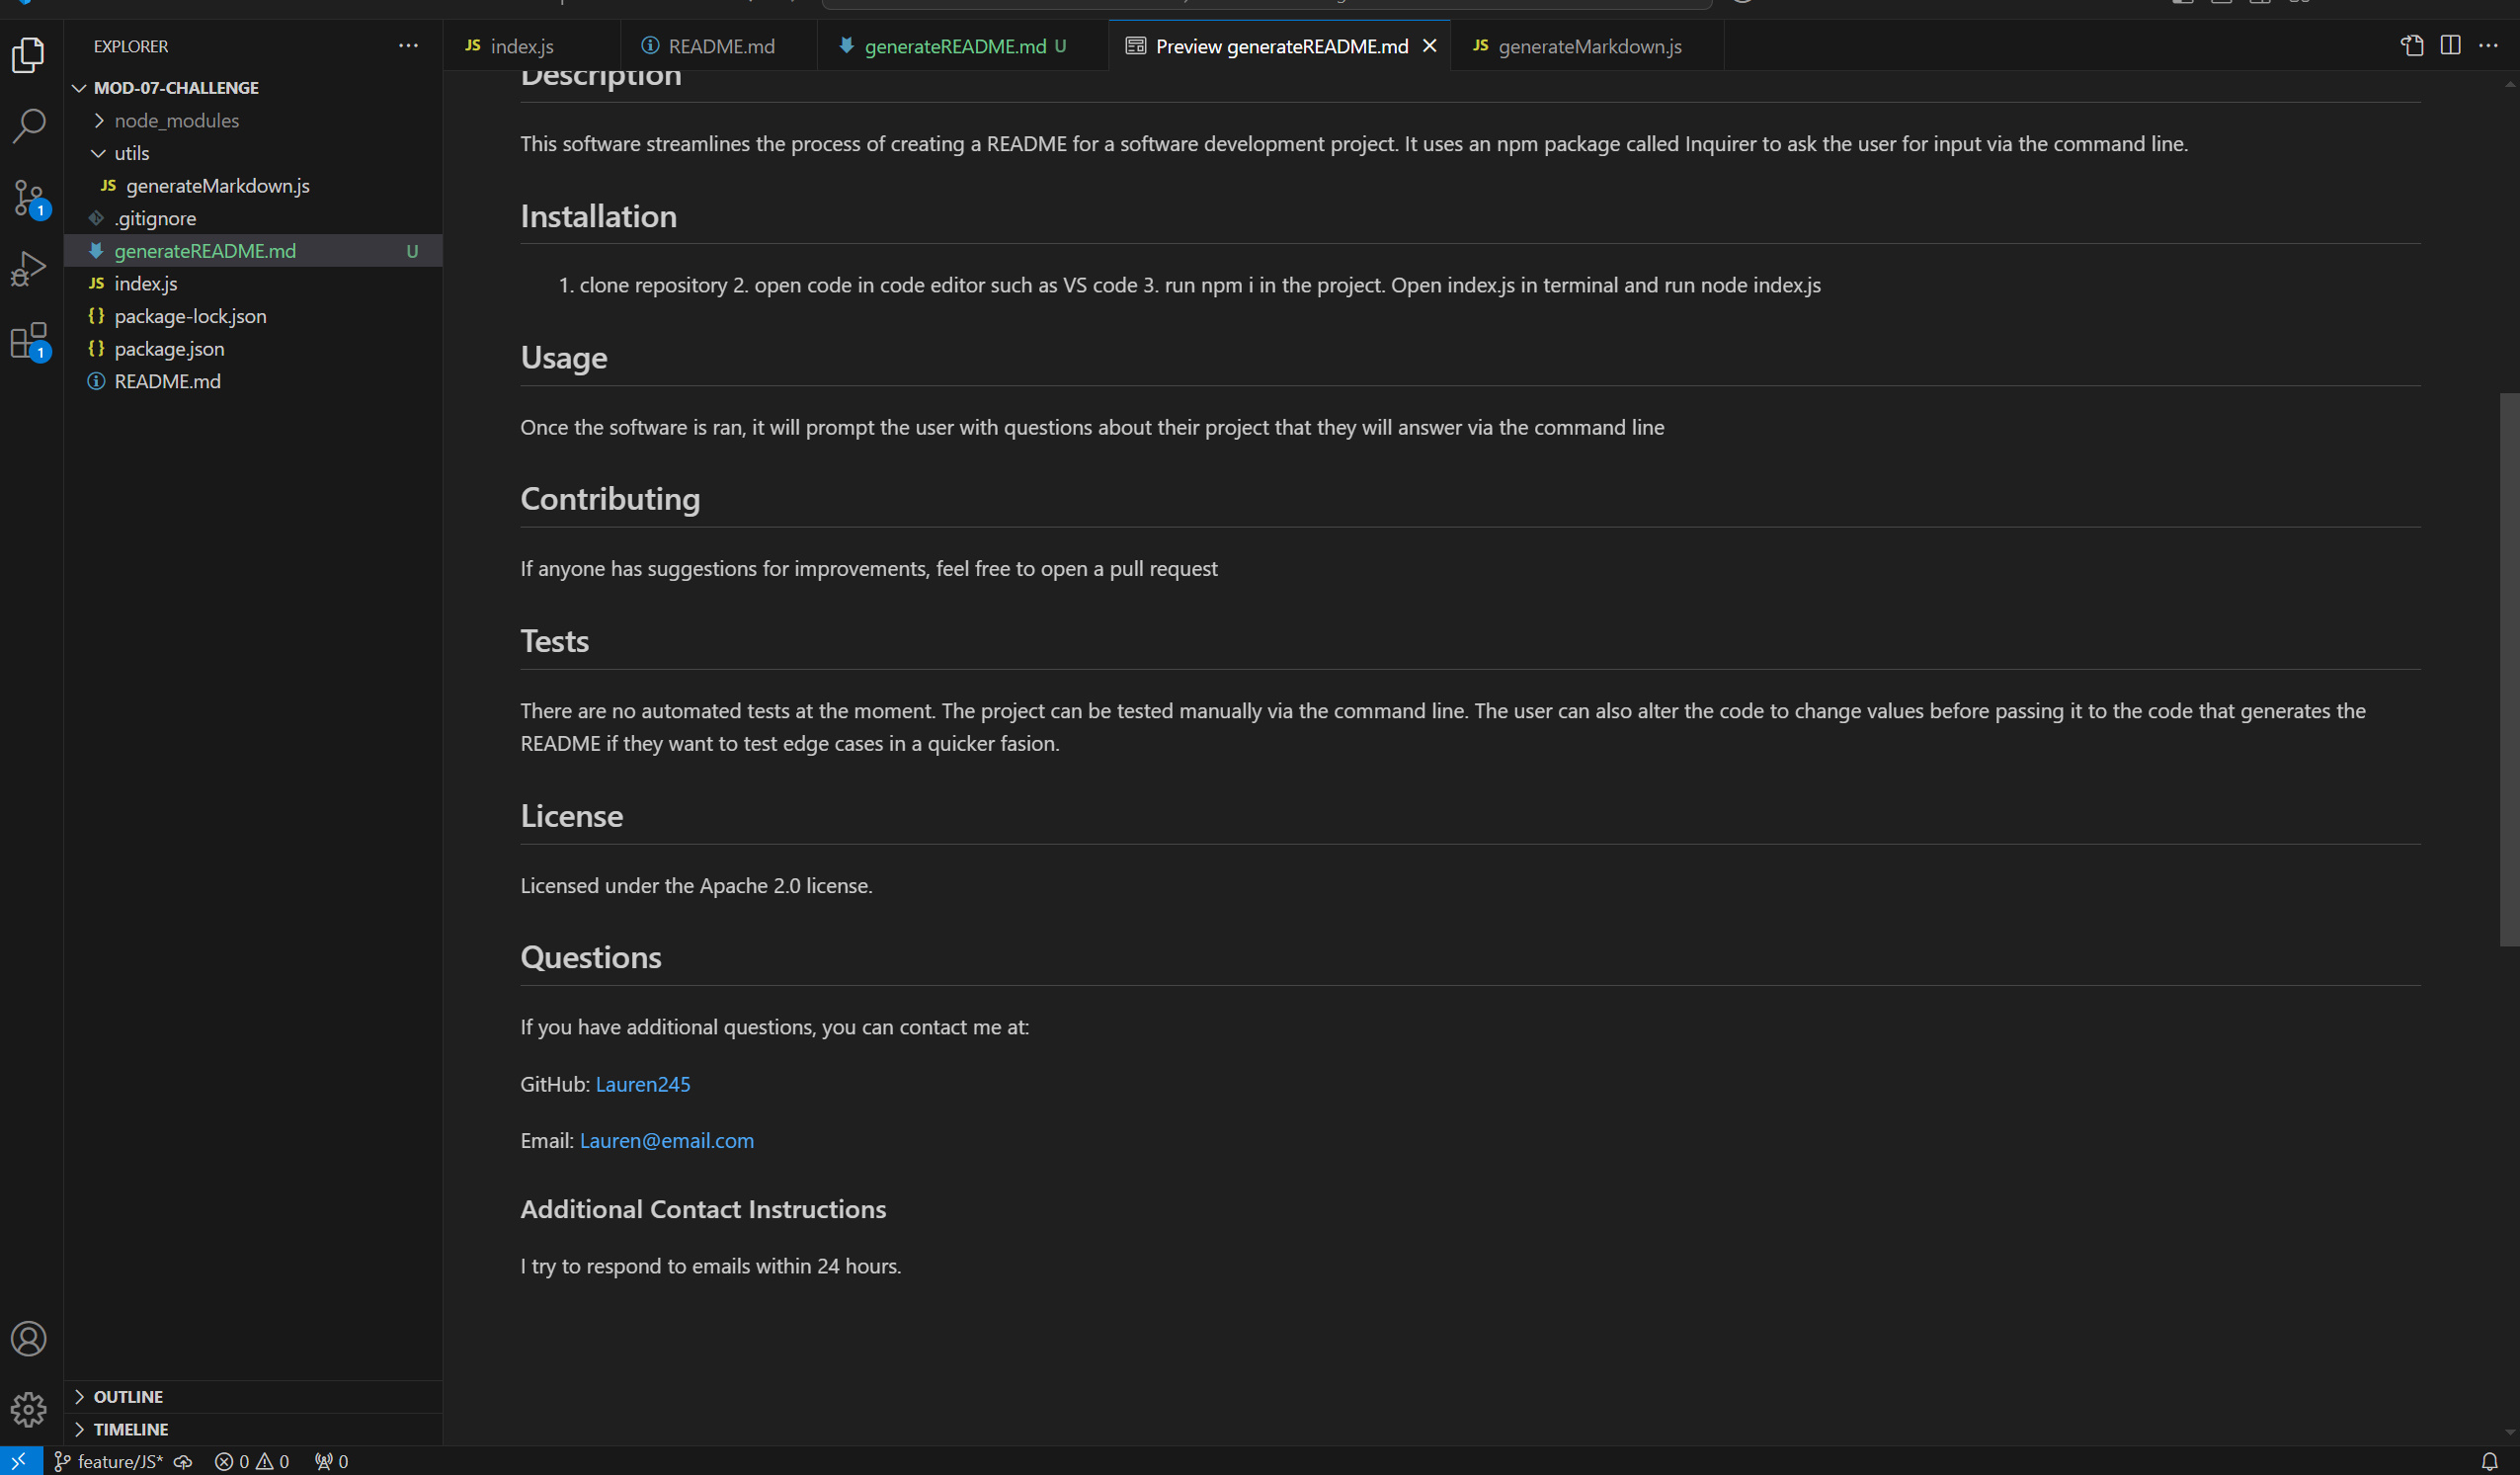 EXPLORER
index.js
README.md
generateREADME.md U
Preview generateREADME.md
generateMarkdown.js
MOD-07-CHALLENGE
node_modules
utils
JS generateMarkdown.js
.gitignore
generateREADME.md U
JS index.js
{} package-lock.json
{} package.json
README.md
1
1
OUTLINE
TIMELINE
Description
This software streamlines the process of creating a README for a software development project. It uses an npm package called Inquirer to ask the user for input via the command line.
Installation
1. clone repository 2. open code in code editor such as VS code 3. run npm i in the project. Open index.js in terminal and run node index.js
Usage
Once the software is ran, it will prompt the user with questions about their project that they will answer via the command line
Contributing
If anyone has suggestions for improvements, feel free to open a pull request
Tests
There are no automated tests at the moment. The project can be tested manually via the command line. The user can also alter the code to change values before passing it to the code that generates the
README if they want to test edge cases in a quicker fasion.
License
Licensed under the Apache 2.0 license.
Questions
If you have additional questions, you can contact me at:
GitHub: Lauren245
Email: Lauren@email.com
Additional Contact Instructions
I try to respond to emails within 24 hours.
feature/JS* 0 0 0